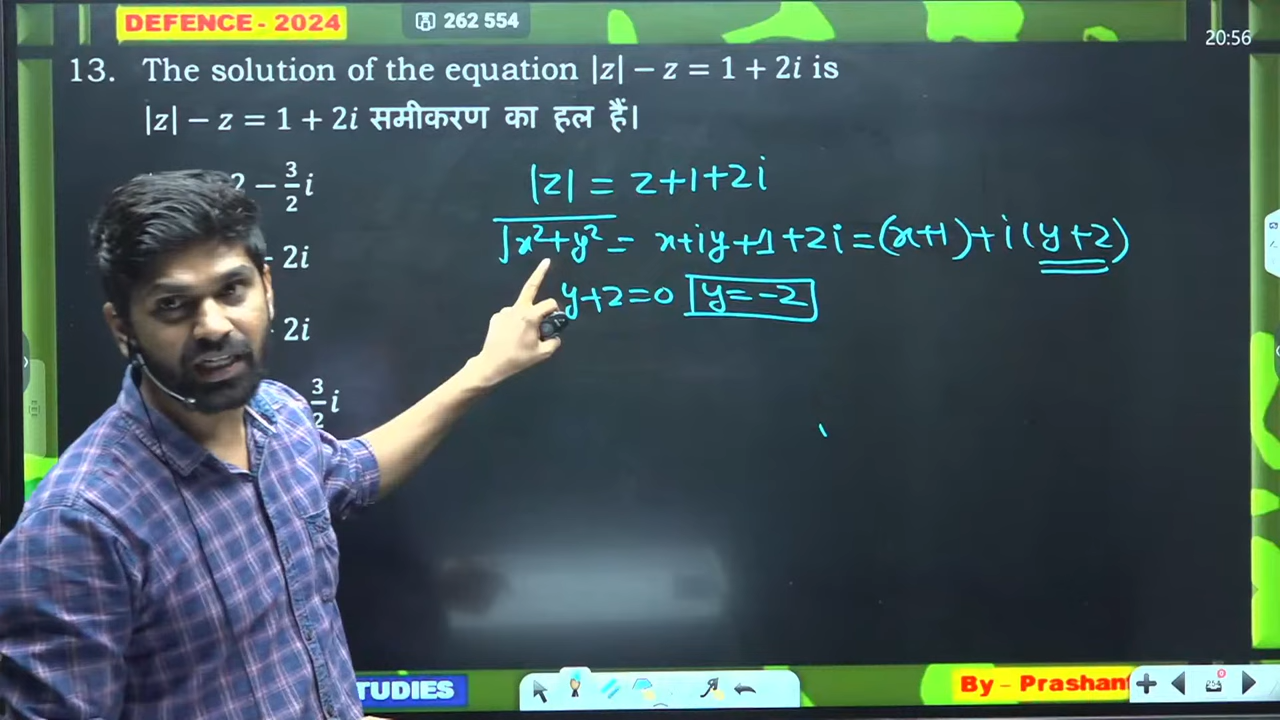 DEFENCE - 2024
262 554
20:56
13. The solution of the equation |z| − z = 1 + 2i is
|z| − z = 1 + 2i समीकरण का हल हैं।
2 − 3/2 i
- 2i
2i
3/2 i
|z| = z+1+2i
√x²+y² = x+iy+1+2i = (x+1)+i(y+2)
y+2=0 y=-2
TUDIES
By – Prashant